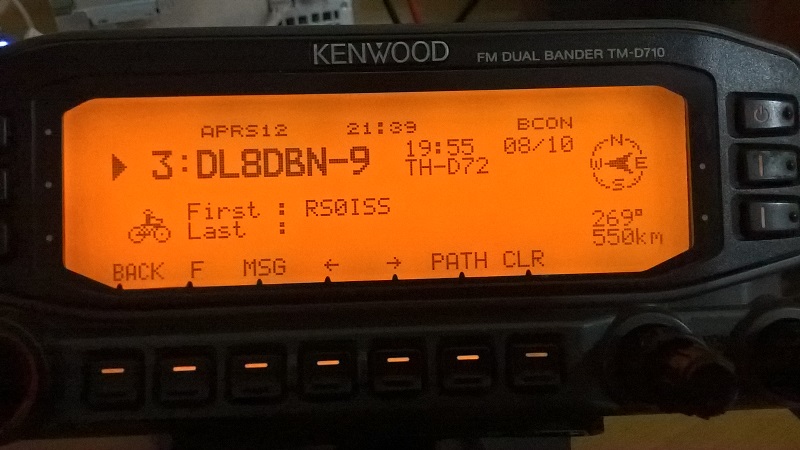 KENWOOD FM DUAL BANDER TM-D710
APRS12 21:39 BCON
3:DL8DBN-9 19:55 08/10
TH-D72
N
W E
S
First : RS0ISS
Last :
269°
550km
BACK F MSG ← → PATH CLR